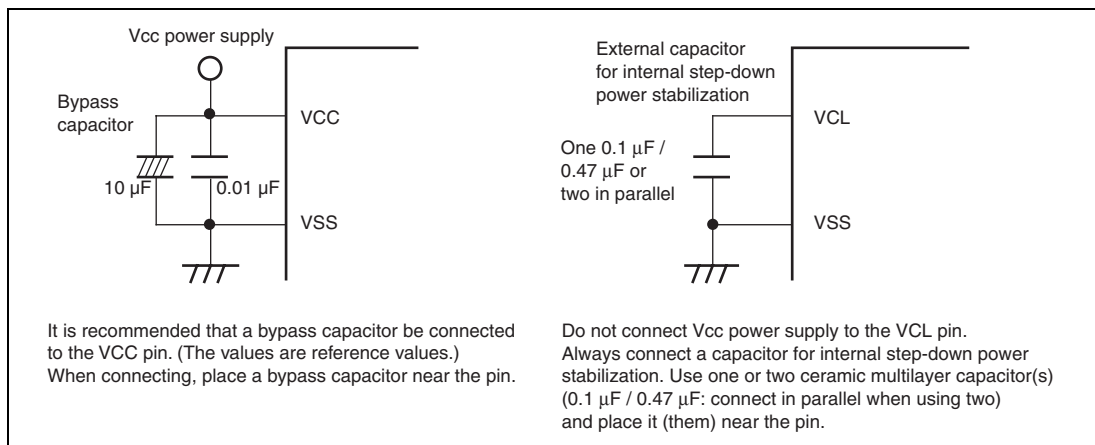 Vcc power supply
Bypass
capacitor
VCC
10 µF
0.01 µF
VSS
It is recommended that a bypass capacitor be connected
to the VCC pin. (The values are reference values.)
When connecting, place a bypass capacitor near the pin.
External capacitor
for internal step-down
power stabilization
VCL
One 0.1 µF /
0.47 µF or
two in parallel
VSS
Do not connect Vcc power supply to the VCL pin.
Always connect a capacitor for internal step-down power
stabilization. Use one or two ceramic multilayer capacitor(s)
(0.1 µF / 0.47 µF: connect in parallel when using two)
and place it (them) near the pin.